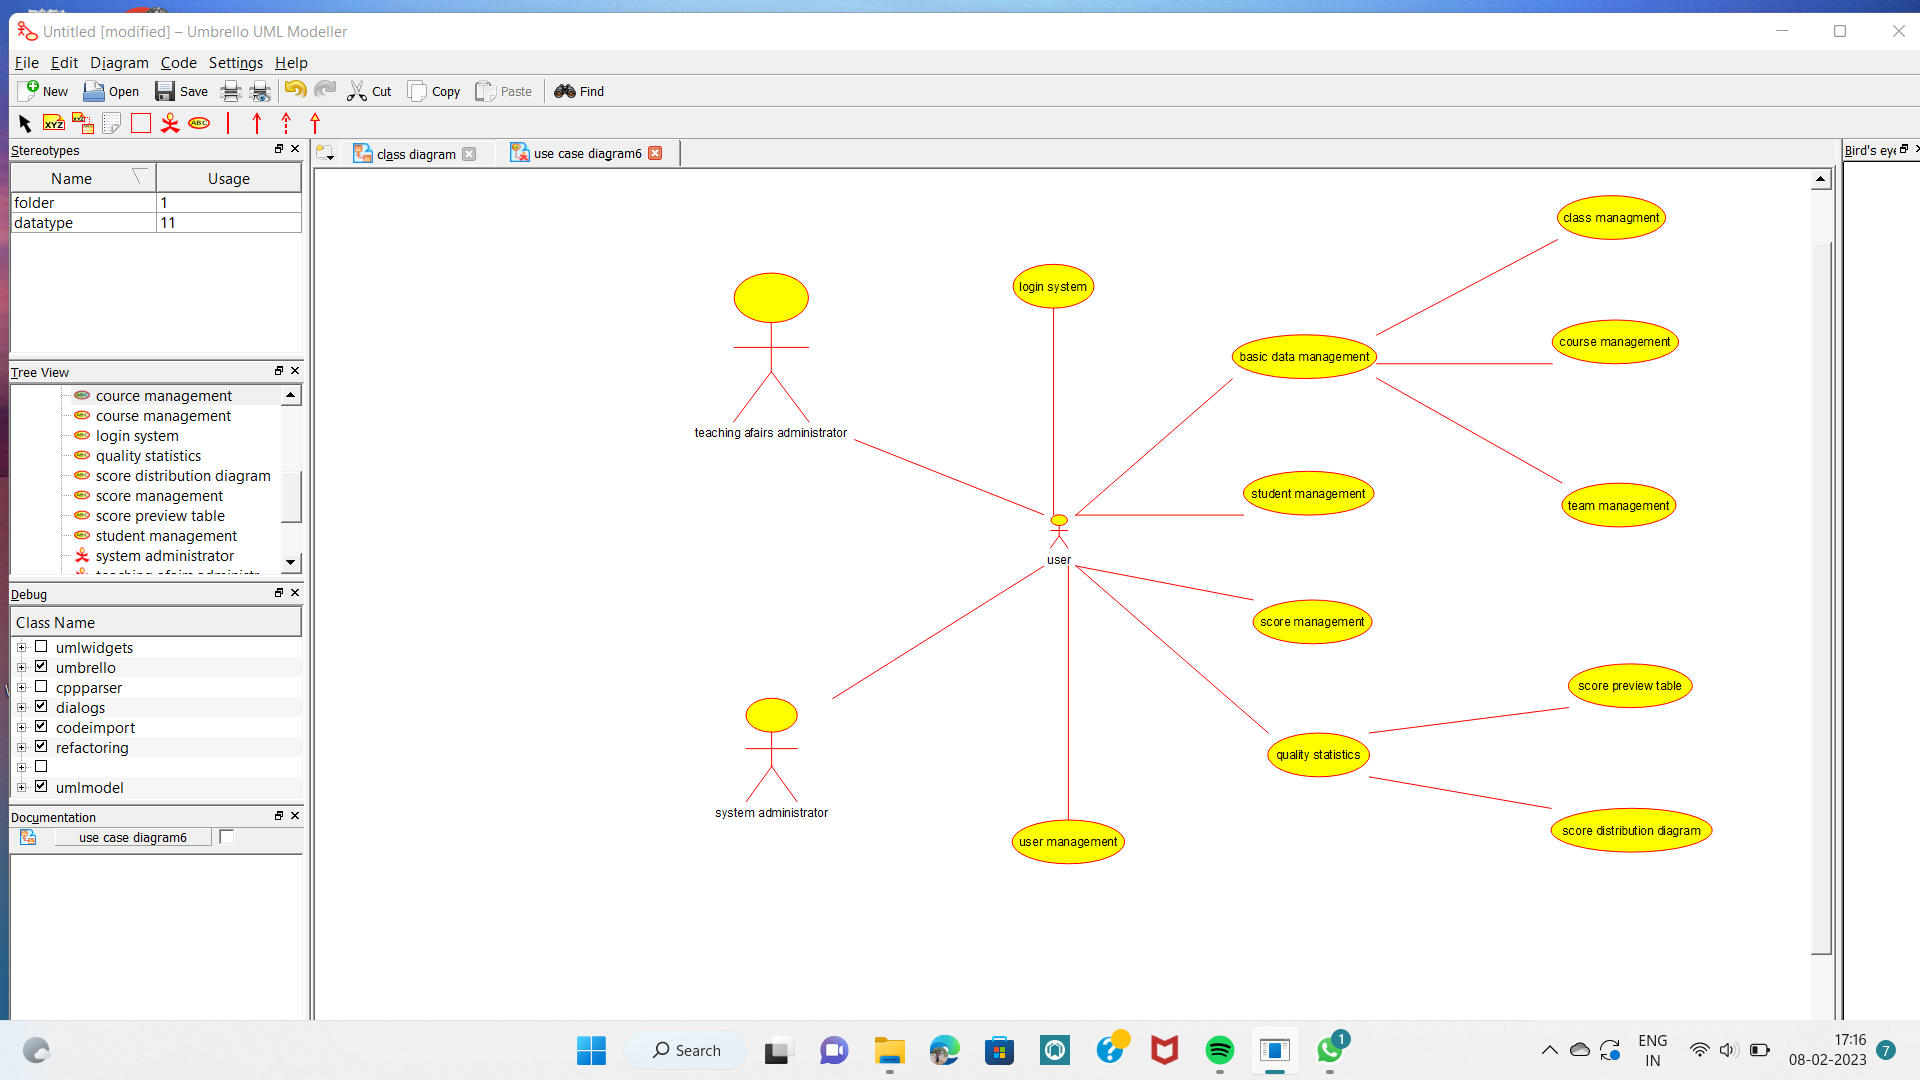 Untitled [modified] – Umbrello UML Modeller
File Edit Diagram Code Settings Help
New Open Save Cut Copy Paste Find
XYZ ABC
Stereotypes
Name Usage
folder 1
datatype 11
Tree View
cource management
course management
login system
quality statistics
score distribution diagram
score management
score preview table
student management
system administrator
teaching afairs administr
Debug
Class Name
umlwidgets
umbrello
cppparser
dialogs
codeimport
refactoring
umlmodel
Documentation
use case diagram6
class diagram
use case diagram6
Bird's eye
class managment
login system
course management
basic data management
teaching afairs administrator
student management
team management
user
score management
score preview table
quality statistics
system administrator
score distribution diagram
user management
Search
1
ENG
IN
17:16
08-02-2023
7